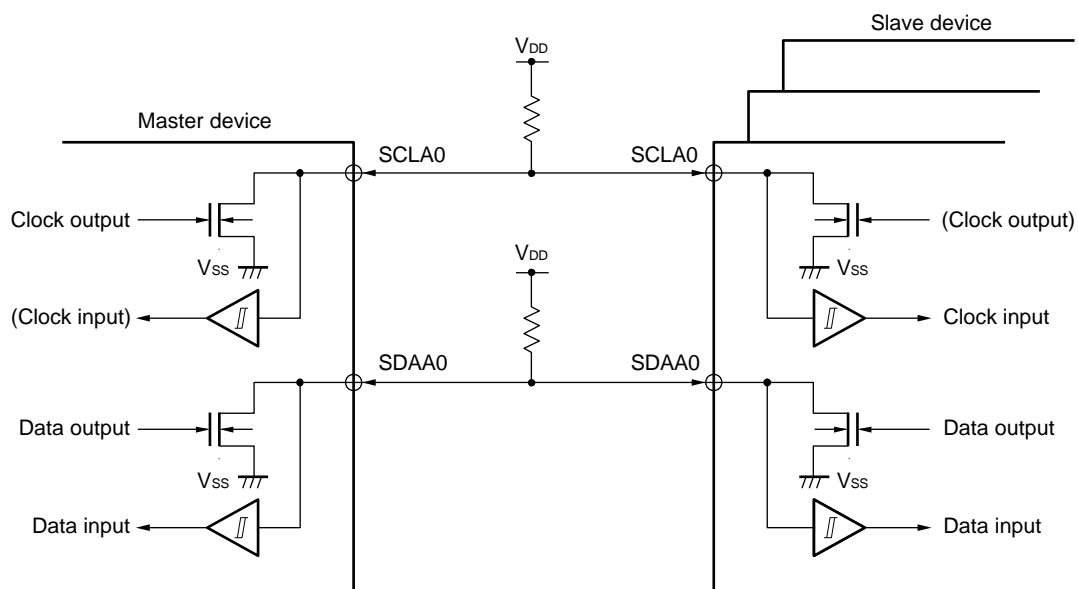 Slave device
VDD
Master device
SCLA0 SCLA0
Clock output (Clock output)
VSS VSS
VDD
(Clock input) Clock input
SDAA0 SDAA0
Data output Data output
VSS VSS
Data input Data input